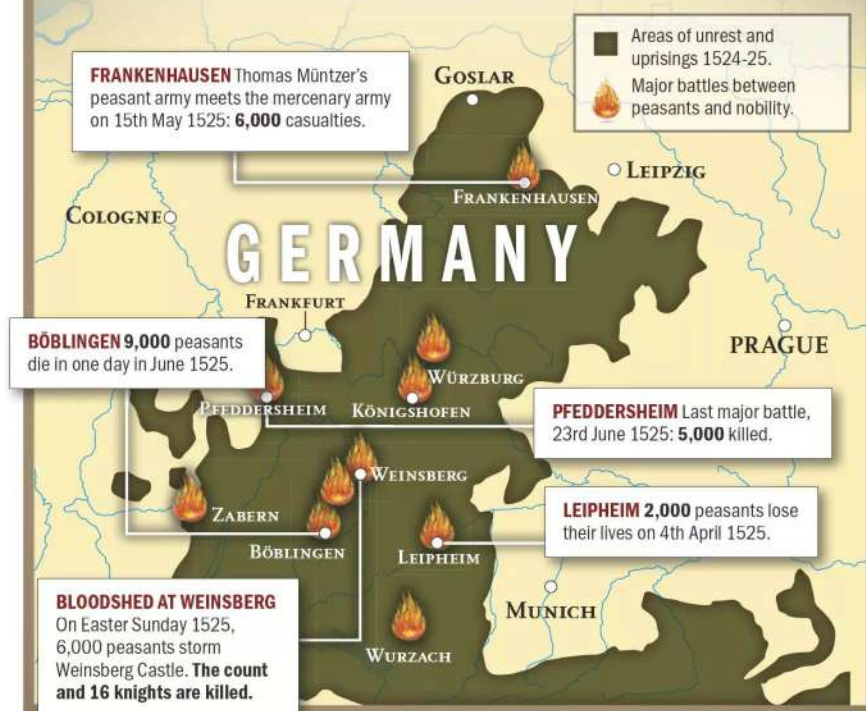 Areas of unrest and
uprisings 1524-25.
Major battles between
peasants and nobility.
FRANKENHAUSEN Thomas Müntzer's
peasant army meets the mercenary army
on 15th May 1525: 6,000 casualties.
GOSLAR
LEIPZIG
FRANKENHAUSEN
COLOGNE
GERMANY
FRANKFURT
BÖBLINGEN 9,000 peasants
die in one day in June 1525.
PRAGUE
WÜRZBURG
PFEDDERSHEIM
KÖNIGSHOFEN
PFEDDERSHEIM Last major battle,
23rd June 1525: 5,000 killed.
WEINSBERG
ZABERN
BÖBLINGEN
LEIPHEIM
LEIPHEIM 2,000 peasants lose
their lives on 4th April 1525.
BLOODSHED AT WEINSBERG
On Easter Sunday 1525,
6,000 peasants storm
Weinsberg Castle. The count
and 16 knights are killed.
MUNICH
WURZACH